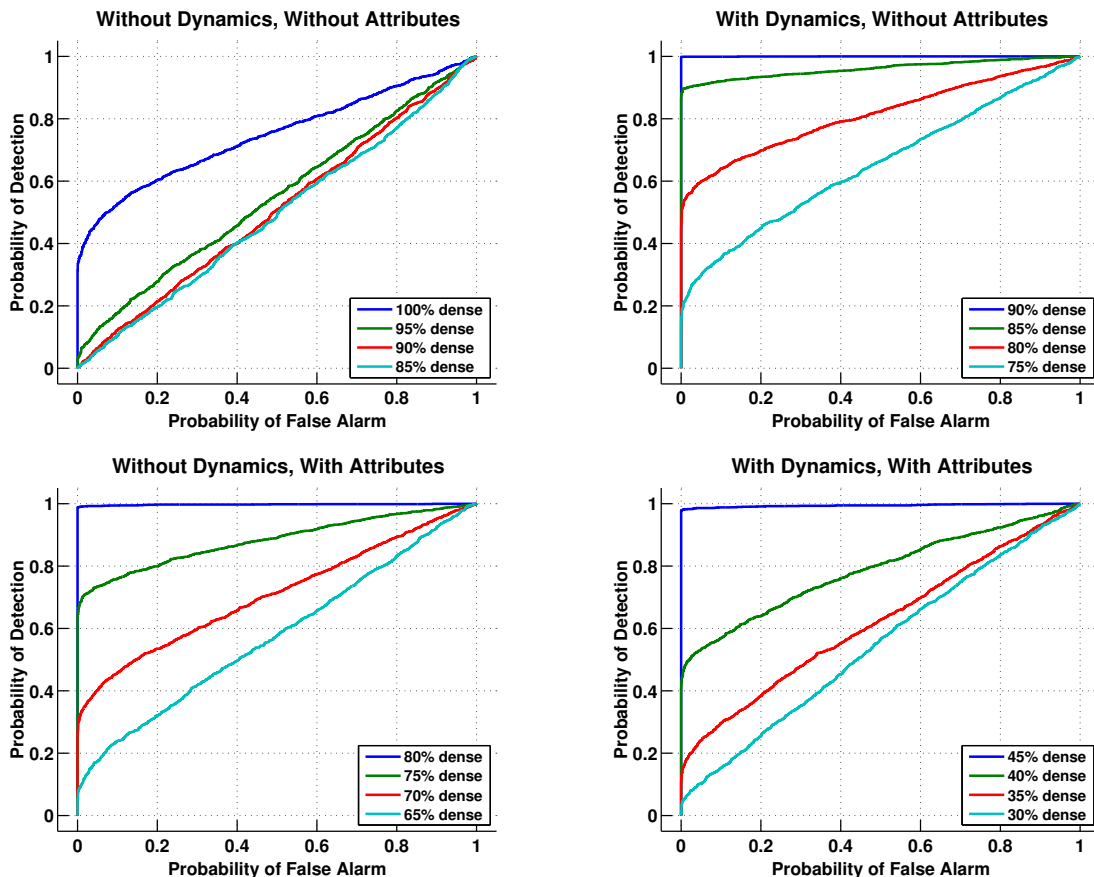 Without Dynamics, Without Attributes
1
0.8
0.6
0.4
0.2
0
Probability of Detection
0 0.2 0.4 0.6 0.8 1
Probability of False Alarm
100% dense
95% dense
90% dense
85% dense
With Dynamics, Without Attributes
1
0.8
0.6
0.4
0.2
0
Probability of Detection
0 0.2 0.4 0.6 0.8 1
Probability of False Alarm
90% dense
85% dense
80% dense
75% dense
Without Dynamics, With Attributes
1
0.8
0.6
0.4
0.2
0
Probability of Detection
0 0.2 0.4 0.6 0.8 1
Probability of False Alarm
80% dense
75% dense
70% dense
65% dense
With Dynamics, With Attributes
1
0.8
0.6
0.4
0.2
0
Probability of Detection
0 0.2 0.4 0.6 0.8 1
Probability of False Alarm
45% dense
40% dense
35% dense
30% dense